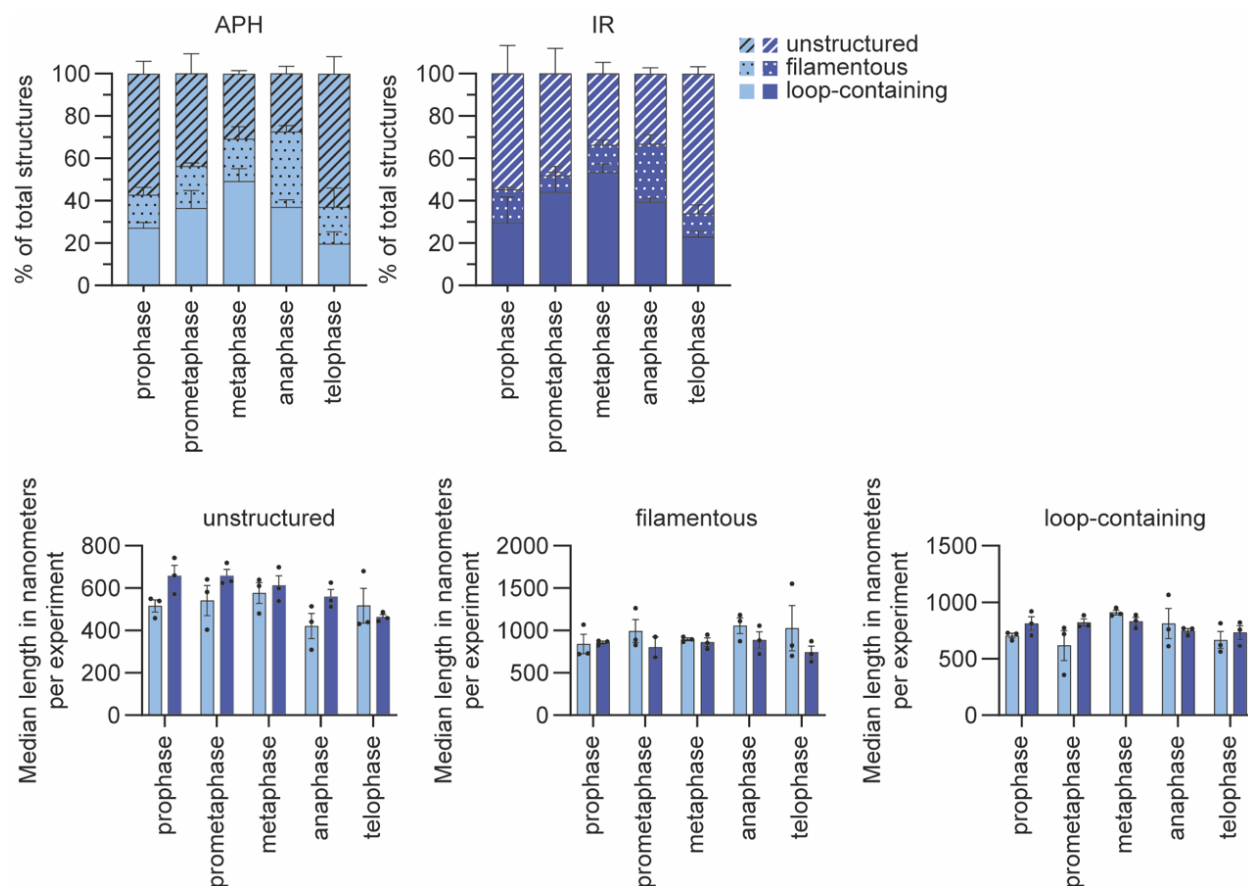 APH
IR
unstructured
filamentous
loop-containing
% of total structures
100
80
60
40
20
0
prophase
prometaphase
metaphase
anaphase
telophase
% of total structures
100
80
60
40
20
0
prophase
prometaphase
metaphase
anaphase
telophase
unstructured
Median length in nanometers
per experiment
800
600
400
200
0
prophase
prometaphase
metaphase
anaphase
telophase
filamentous
Median length in nanometers
per experiment
2000
1500
1000
500
0
prophase
prometaphase
metaphase
anaphase
telophase
loop-containing
Median length in nanometers
per experiment
1500
1000
500
0
prophase
prometaphase
metaphase
anaphase
telophase